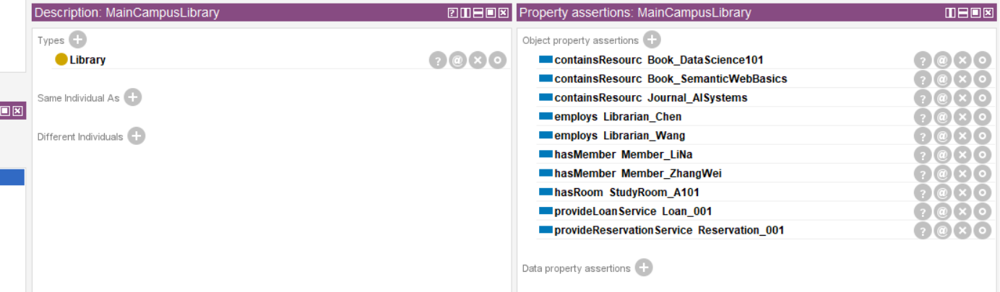 Description: MainCampusLibrary
Types
Library
Same Individual As
Different Individuals
Property assertions: MainCampusLibrary
Object property assertions
containsResourc Book_DataScience101
containsResourc Book_SemanticWebBasics
containsResourc Journal_AISystems
employs Librarian_Chen
employs Librarian_Wang
hasMember Member_LiNa
hasMember Member_ZhangWei
hasRoom StudyRoom_A101
provideLoanService Loan_001
provideReservationService Reservation_001
Data property assertions